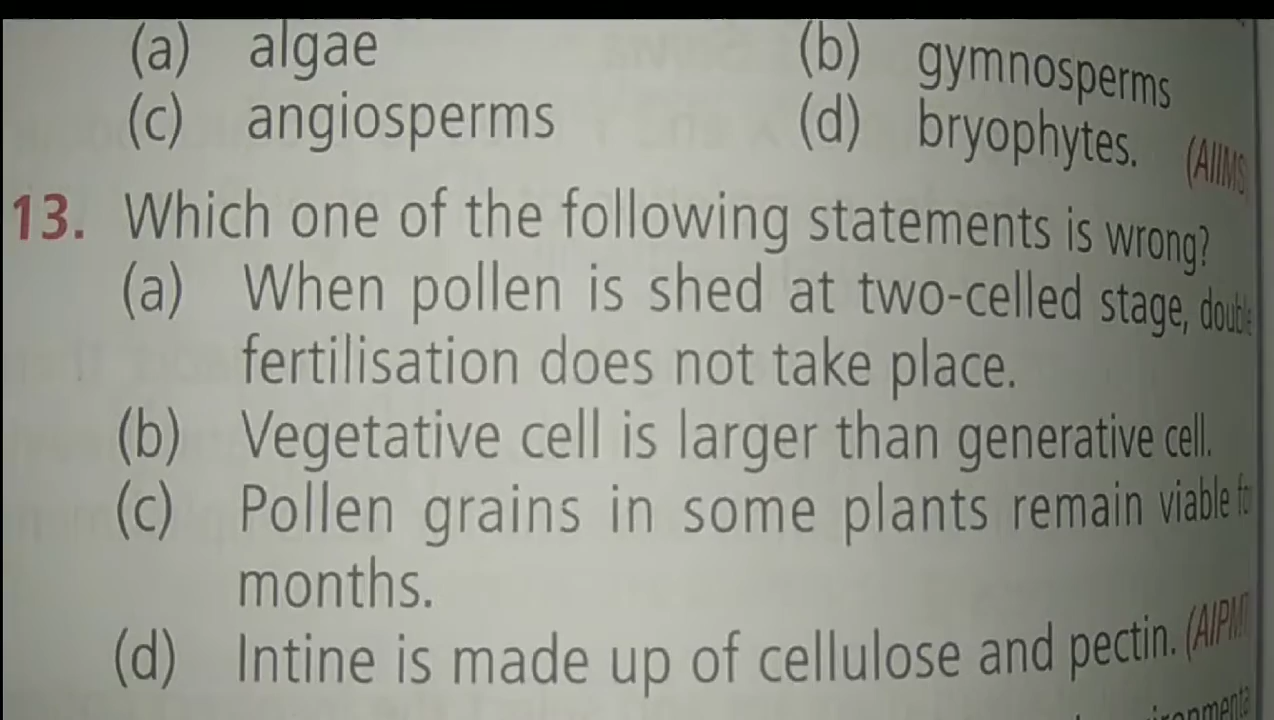 (a) algae (b) gymnosperms
(c) angiosperms (d) bryophytes. (AIIMS
13. Which one of the following statements is wrong?
(a) When pollen is shed at two-celled stage, double
fertilisation does not take place.
(b) Vegetative cell is larger than generative cell.
(c) Pollen grains in some plants remain viable for
months.
(d) Intine is made up of cellulose and pectin. (AIPMT